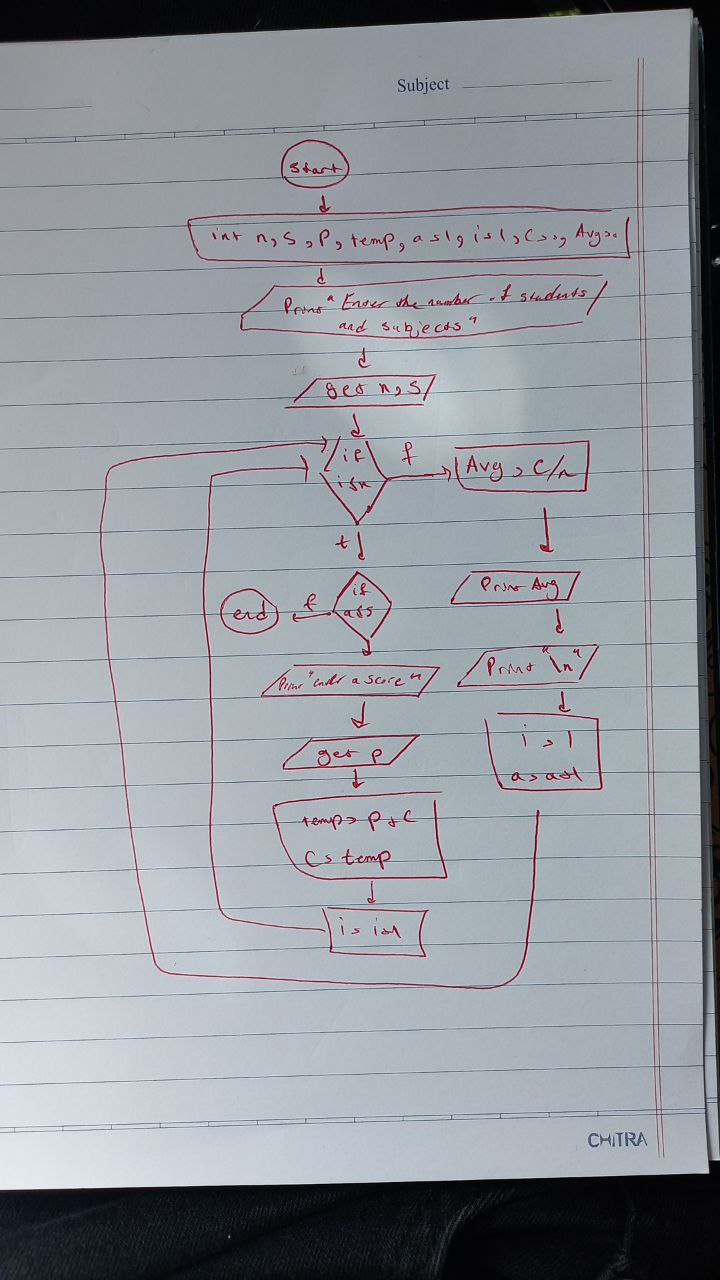 Subject
Start
int n, s, p, temp, a=1, i=1, C=0, Avg=0
Print "Enter the number of students
and subjects"
get n, s
if
i≤n
f
Avg = C/n
t
if
a≤s
f
end
Print Avg
Print "enter a score"
Print "\n"
get p
i = 1
a = a+1
temp = p + C
C = temp
i = i+1
CHITRA